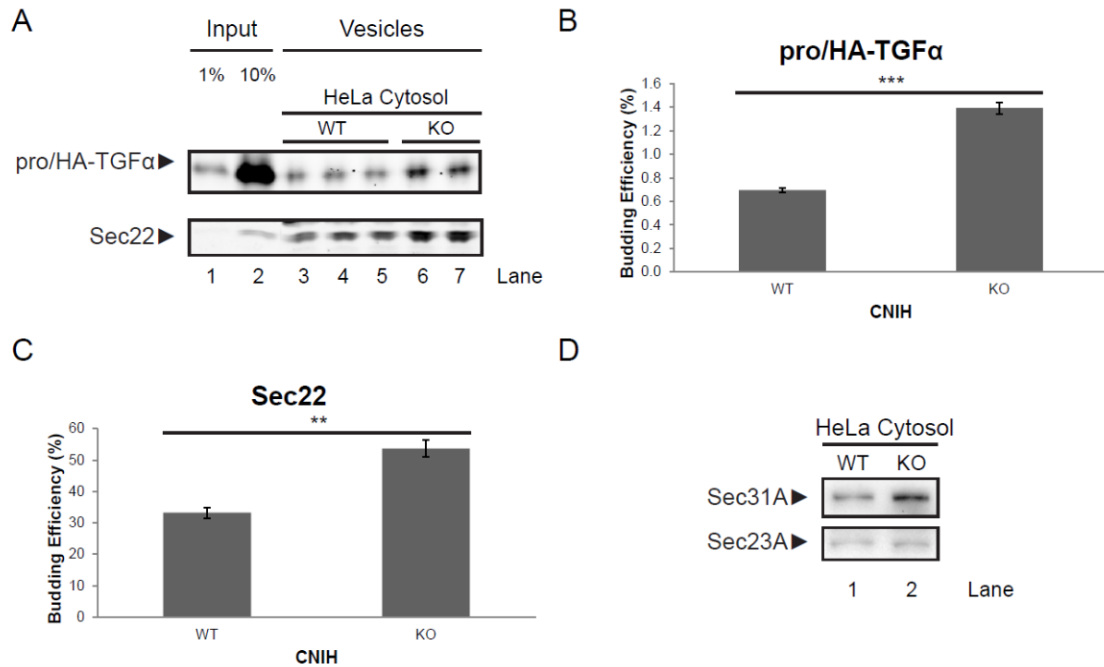 A
Input Vesicles
1% 10%
HeLa Cytosol
WT KO
pro/HA-TGFα
Sec22
1 2 3 4 5 6 7 Lane
B
pro/HA-TGFα
***
Budding Efficiency (%)
1.6
1.4
1.2
1.0
0.8
0.6
0.4
0.2
0.0
WT KO
CNIH
C
Sec22
**
Budding Efficiency (%)
60
50
40
30
20
10
0
WT KO
CNIH
D
HeLa Cytosol
WT KO
Sec31A
Sec23A
1 2 Lane